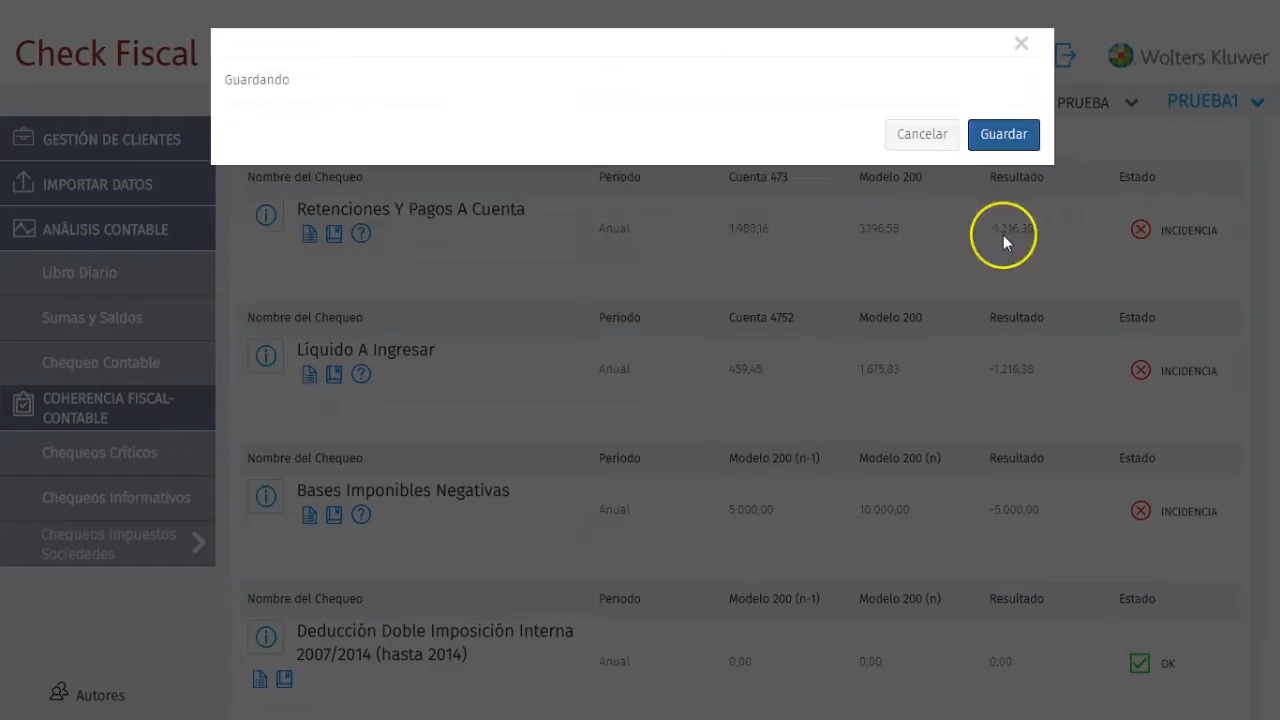 Check Fiscal
×
Guardando
Cancelar Guardar
Wolters Kluwer
PRUEBA PRUEBA1
GESTIÓN DE CLIENTES
IMPORTAR DATOS
ANÁLISIS CONTABLE
Libro Diario
Sumas y Saldos
Chequeo Contable
COHERENCIA FISCAL-
CONTABLE
Chequeos Críticos
Chequeos Informativos
Chequeos Impuestos
Sociedades
Autores
Nombre del Chequeo Periodo Cuenta 473 Modelo 200 Resultado Estado
Retenciones Y Pagos A Cuenta Anual 1.980,16 3.196,56 -1.216,38 INCIDENCIA
Nombre del Chequeo Periodo Cuenta 4752 Modelo 200 Resultado Estado
Líquido A Ingresar Anual 459,45 1.675,83 -1.216,38 INCIDENCIA
Nombre del Chequeo Periodo Modelo 200 (n-1) Modelo 200 (n) Resultado Estado
Bases Imponibles Negativas Anual 5.000,00 10.000,00 -5.000,00 INCIDENCIA
Nombre del Chequeo Periodo Modelo 200 (n-1) Modelo 200 (n) Resultado Estado
Deducción Doble Imposición Interna
2007/2014 (hasta 2014) Anual 0,00 0,00 0,00 OK